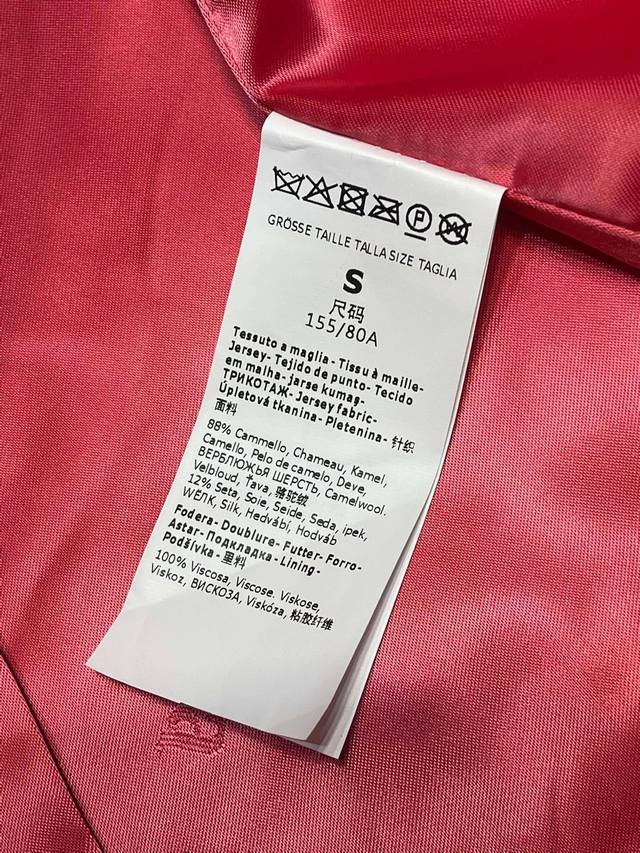 GRÖSSE TAILLE TALLA SIZE TAGLIA
S
尺码
155/80A
Tessuto a maglia- Tissu à maille-
Jersey- Tejido de punto- Tecido
em malha- jarse kumaş-
ТРИКОТАЖ- Jersey fabric-
Úpletová tkanina- Pletenina- 针织
面料
88% Cammello, Chameau, Kamel,
Camello, Pelo de camelo, Deve,
ВЕРБЛЮЖЬЯ ШЕРСТЬ, Camelwool.
Velbloud, Ťava, 骆驼绒
12% Seta, Soie, Seide, Seda, ipek,
WЁЛК, Silk, Hedvábí, Hodváb
Fodera- Doublure- Futter- Forro-
Astar- Подкладка- Lining-
Podšívka- 里料
100% Viscosa, Viscose. Viskose,
Viskoz, ВИСКОЗА, Viskóza, 粘胶纤维